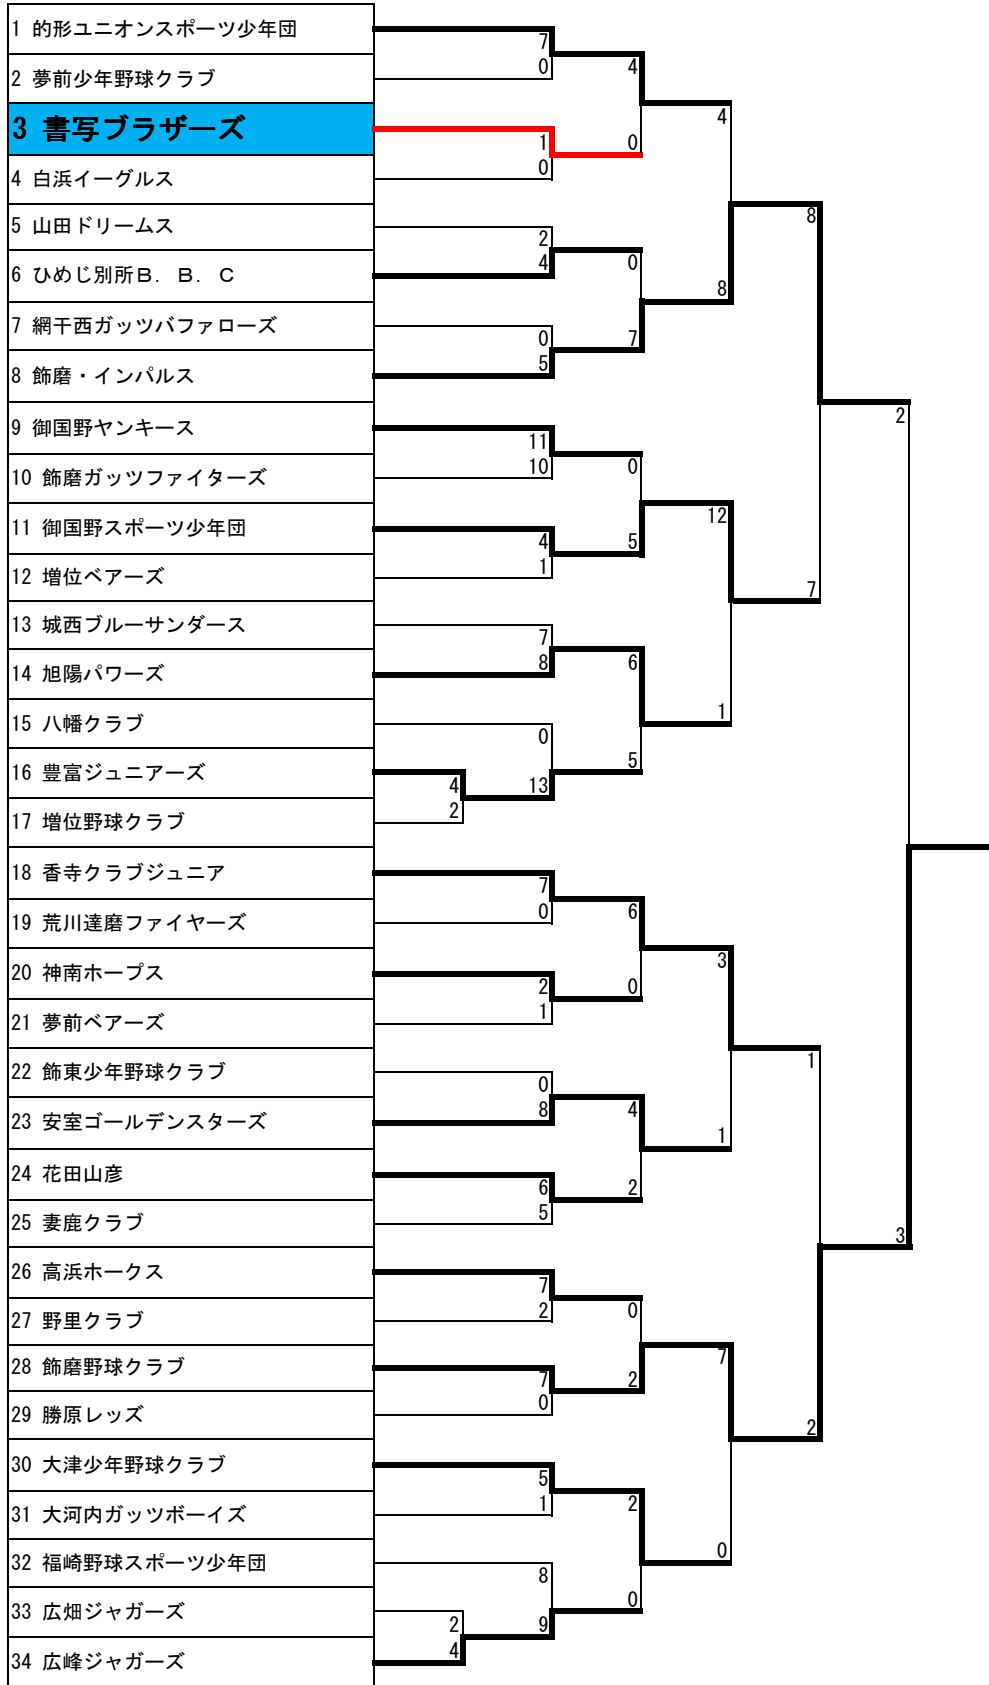 1 的形ユニオンスポーツ少年団
7
0
4
2 夢前少年野球クラブ
4
3 書写ブラザーズ
1
0
0
4 白浜イーグルス
8
5 山田ドリームス
2
4
0
6 ひめじ別所B. B. C
8
7 網干西ガッツバファローズ
0
5
7
8 飾磨・インパルス
2
9 御国野ヤンキース
11
10
0
10 飾磨ガッツファイターズ
12
11 御国野スポーツ少年団
4
1
5
12 増位ベアーズ
7
13 城西ブルーサンダース
7
8
6
14 旭陽パワーズ
1
15 八幡クラブ
0
5
16 豊富ジュニアーズ
4
2
13
17 増位野球クラブ
18 香寺クラブジュニア
7
0
6
19 荒川達磨ファイヤーズ
3
20 神南ホープス
2
1
0
21 夢前ベアーズ
1
22 飾東少年野球クラブ
0
8
4
23 安室ゴールデンスターズ
1
24 花田山彦
6
5
2
25 妻鹿クラブ
3
26 高浜ホークス
7
2
0
27 野里クラブ
7
28 飾磨野球クラブ
7
0
2
29 勝原レッズ
2
30 大津少年野球クラブ
5
1
2
31 大河内ガッツボーイズ
0
32 福崎野球スポーツ少年団
8
0
33 広畑ジャガーズ
2
4
9
34 広峰ジャガーズ